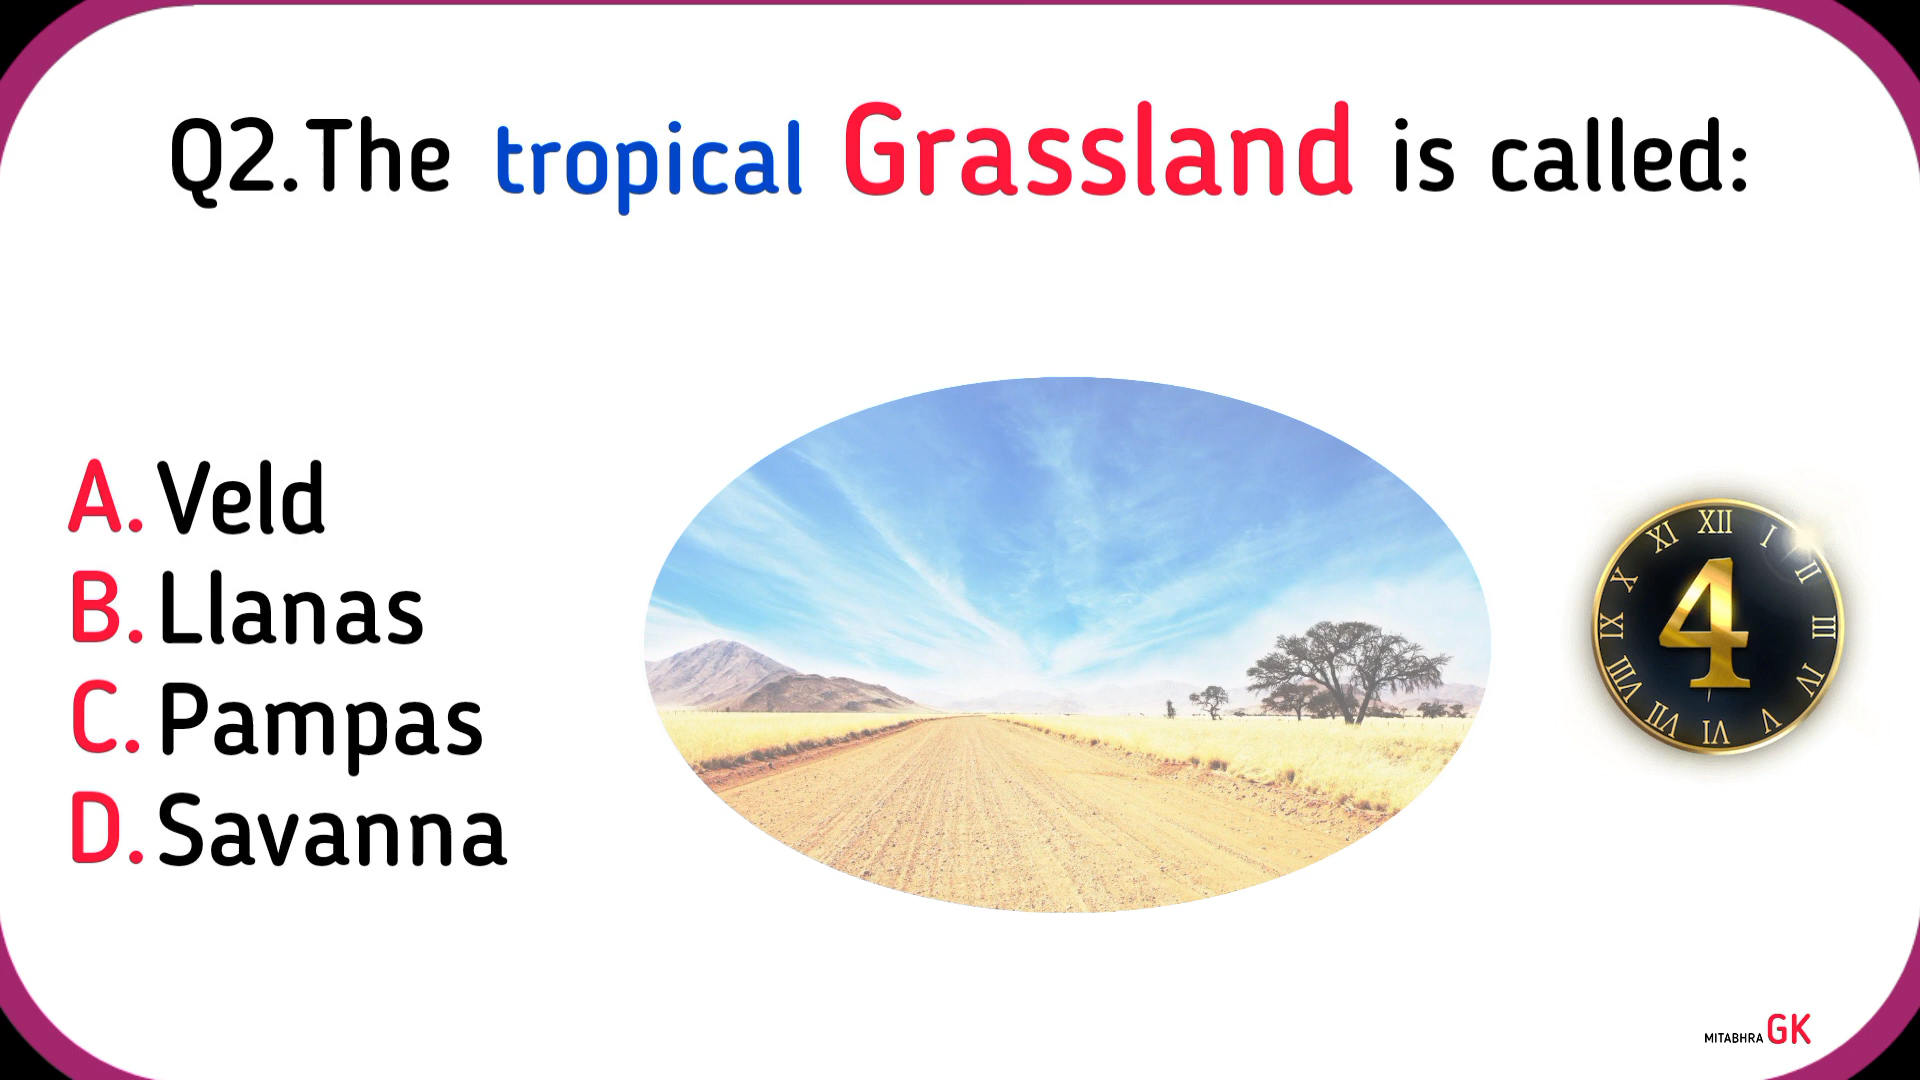 Q2.The tropical Grassland is called:
A. Veld
B. Llanas
C. Pampas
D. Savanna
XII
I
II
III
IV
V
VI
VII
VIII
IX
X
XI
4
MITABHRA GK